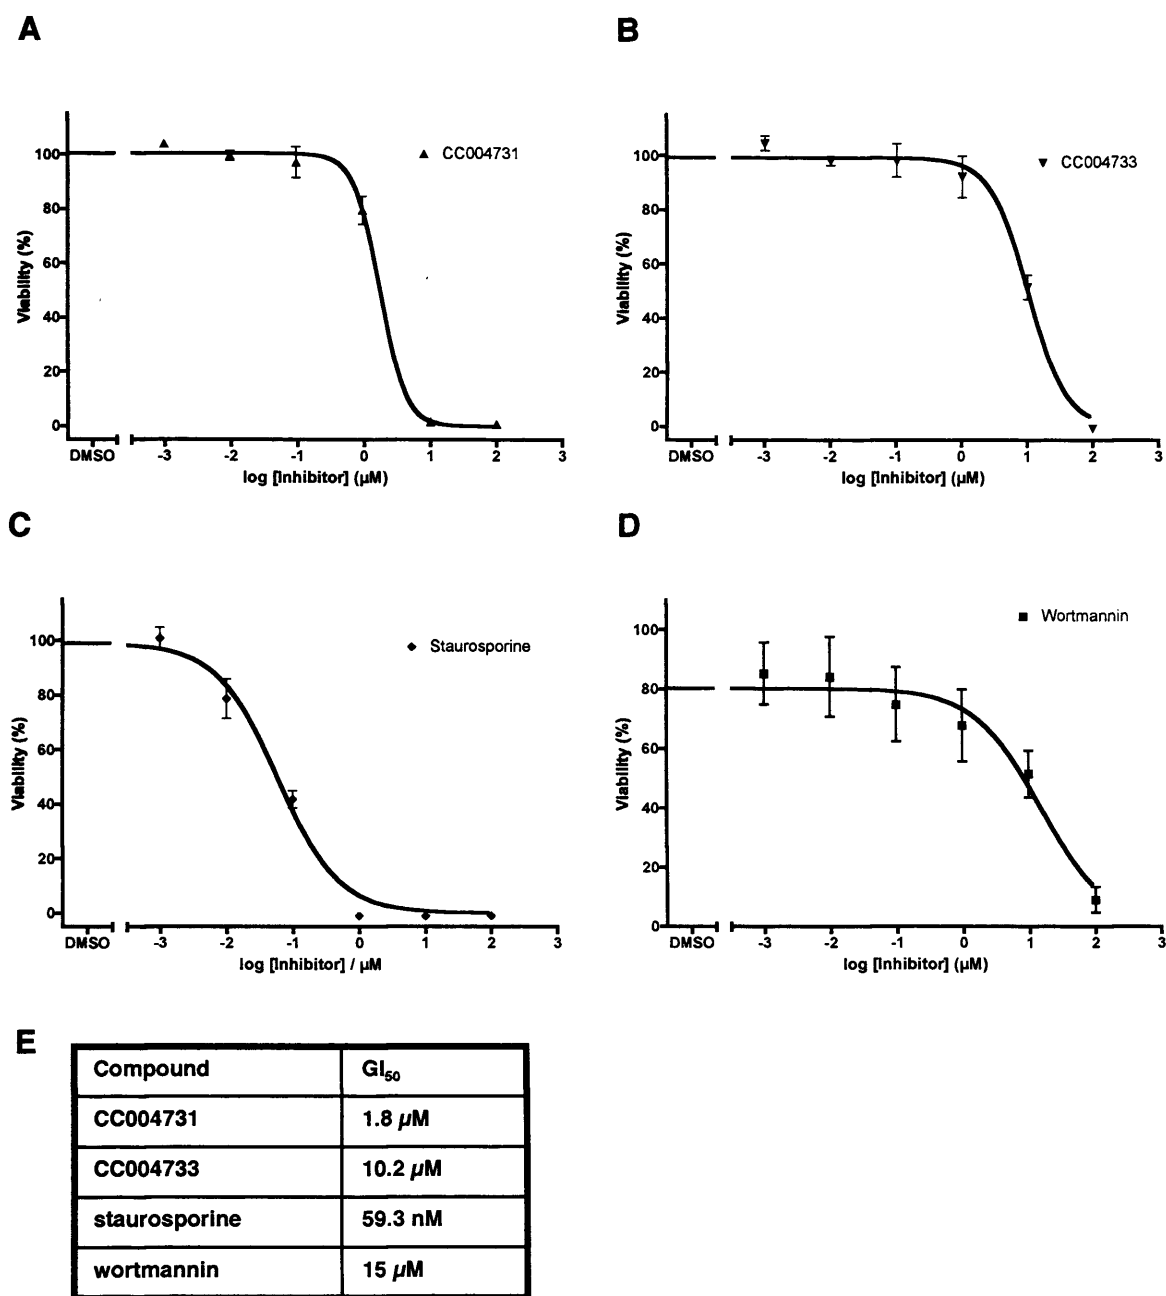 A
Viability (%)
100
80
60
40
20
0
CC004731
DMSO -3 -2 -1 0 1 2 3
log [Inhibitor] (µM)
B
Viability (%)
100
80
60
40
20
0
CC004733
DMSO -3 -2 -1 0 1 2 3
log [Inhibitor] (µM)
C
Viability (%)
100
80
60
40
20
0
Staurosporine
DMSO -3 -2 -1 0 1 2 3
log [Inhibitor] / µM
D
Viability (%)
100
80
60
40
20
0
Wortmannin
DMSO -3 -2 -1 0 1 2 3
log [Inhibitor] (µM)
E
Compound GI₅₀
CC004731 1.8 µM
CC004733 10.2 µM
staurosporine 59.3 nM
wortmannin 15 µM